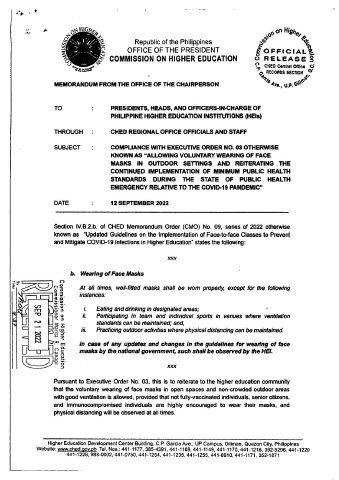 Republic of the Philippines
OFFICE OF THE PRESIDENT
COMMISSION ON HIGHER EDUCATION
Commission on Higher Education
OFFICIAL
RELEASE
CHED Central Office
RECORDS SECTION
C.P. Garcia Ave., U.P. Diliman, Q.C.
MEMORANDUM FROM THE OFFICE OF THE CHAIRPERSON
TO : PRESIDENTS, HEADS, AND OFFICERS-IN-CHARGE OF
PHILIPPINE HIGHER EDUCATION INSTITUTIONS (HEIs)
THROUGH : CHED REGIONAL OFFICE OFFICIALS AND STAFF
SUBJECT : COMPLIANCE WITH EXECUTIVE ORDER NO. 03 OTHERWISE
KNOWN AS "ALLOWING VOLUNTARY WEARING OF FACE
MASKS IN OUTDOOR SETTINGS AND REITERATING THE
CONTINUED IMPLEMENTATION OF MINIMUM PUBLIC HEALTH
STANDARDS DURING THE STATE OF PUBLIC HEALTH
EMERGENCY RELATIVE TO THE COVID-19 PANDEMIC"
DATE : 12 SEPTEMBER 2022
Section IV.B.2.b. of CHED Memorandum Order (CMO) No. 09, series of 2022 otherwise
known as "Updated Guidelines on the Implementation of Face-to-face Classes to Prevent
and Mitigate COVID-19 Infections in Higher Education" states the following:
xxx
b. Wearing of Face Masks
At all times, well-fitted masks shall be worn properly, except for the following
instances:
i. Eating and drinking in designated areas;
ii. Participating in team and individual sports in venues where ventilation
standards can be maintained; and,
iii. Practicing outdoor activities where physical distancing can be maintained.
In case of any updates and changes in the guidelines for wearing of face
masks by the national government, such shall be observed by the HEI.
xxx
Pursuant to Executive Order No. 03, this is to reiterate to the higher education community
that the voluntary wearing of face masks in open spaces and non-crowded outdoor areas
with good ventilation is allowed, provided that not fully-vaccinated individuals, senior citizens,
and immunocompromised individuals are highly encouraged to wear their masks, and
physical distancing will be observed at all times.
Commission on Higher Education
RECEIVED
SEP 21 2022
Higher Education Development Center Building, C.P. Garcia Ave., UP Campus, Diliman, Quezon City, Philippines
Website: www.ched.gov.ph Tel. Nos.: 441-1177, 385-4391, 441-1169, 441-1149, 441-1170, 441-1216, 392-5296, 441-1220
441-1228, 988-0002, 441-0750, 441-1254, 441-1235, 441-1255, 441-8910, 441-1171, 352-1871